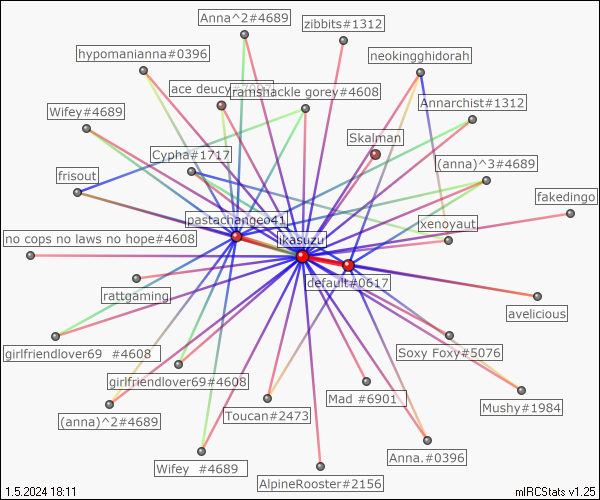 Anna^2#4689
zibbits#1312
hypomanianna#0396
neokingghidorah
ace deucy
ramshackle gorey#4608
Annarchist#1312
Wifey#4689
Skalman
Cypha#1717
(anna)^3#4689
frisout
fakedingo
pastachangeo41
xenoyaut
no cops no laws no hope#4608
ikasuzu
default#0617
rattgaming
avelicious
girlfriendlover69 #4608
Soxy Foxy#5076
girlfriendlover69#4608
Mad #6901
Mushy#1984
(anna)^2#4689
Toucan#2473
Anna.#0396
Wifey #4689
AlpineRooster#2156
1.5.2024 18:11
mIRCStats v1.25